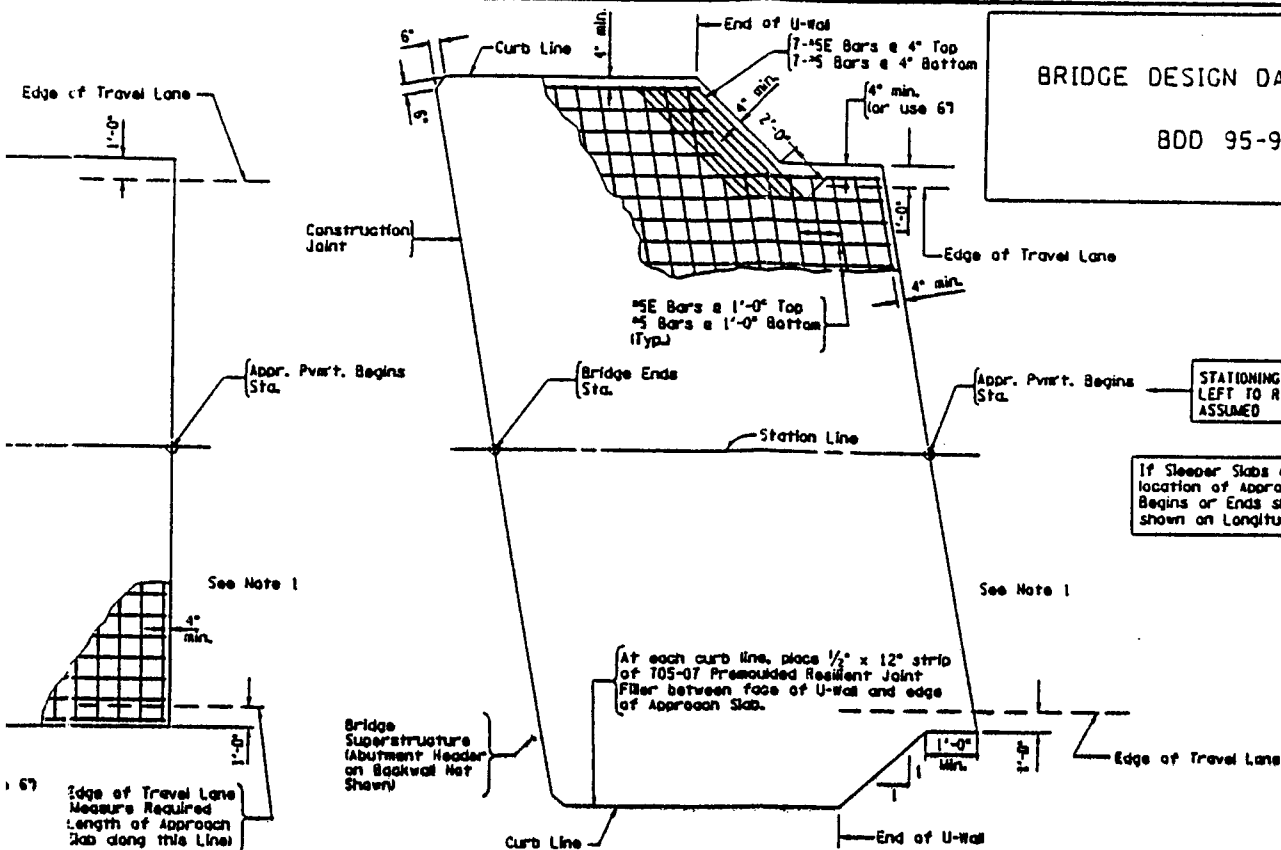 End of U-Wall
6"
Curb Line
4" min.
7-#5E Bars @ 4" Top
7-#5 Bars @ 4" Bottom
BRIDGE DESIGN DA
BDD 95-9
Edge of Travel Lane
6"
4" min.
2'-0"
4" min.
(or use 6")
1'-0"
Construction
Joint
1'-0"
Edge of Travel Lane
4" min.
#5E Bars @ 1'-0" Top
#5 Bars @ 1'-0" Bottom
(Typ.)
Appr. Pvm't. Begins
Sta.
Bridge Ends
Sta.
Appr. Pvm't. Begins
Sta.
STATIONING
LEFT TO R
ASSUMED
Station Line
If Sleeper Slabs
location of Appro
Begins or Ends
shown on Longitu
See Note 1
See Note 1
4"
min.
At each curb line, place 1/2" x 12" strip
of 705-07 Premoulded Resilient Joint
Filler between face of U-Wall and edge
of Approach Slab.
Bridge
Superstructure
(Abutment Header
on Backwall Not
Shown)
1'-0"
1'-0"
Min.
Edge of Travel Lane
1
1
6")
Edge of Travel Lane
Measure Required
Length of Approach
Slab along this Line)
Curb Line
End of U-Wall